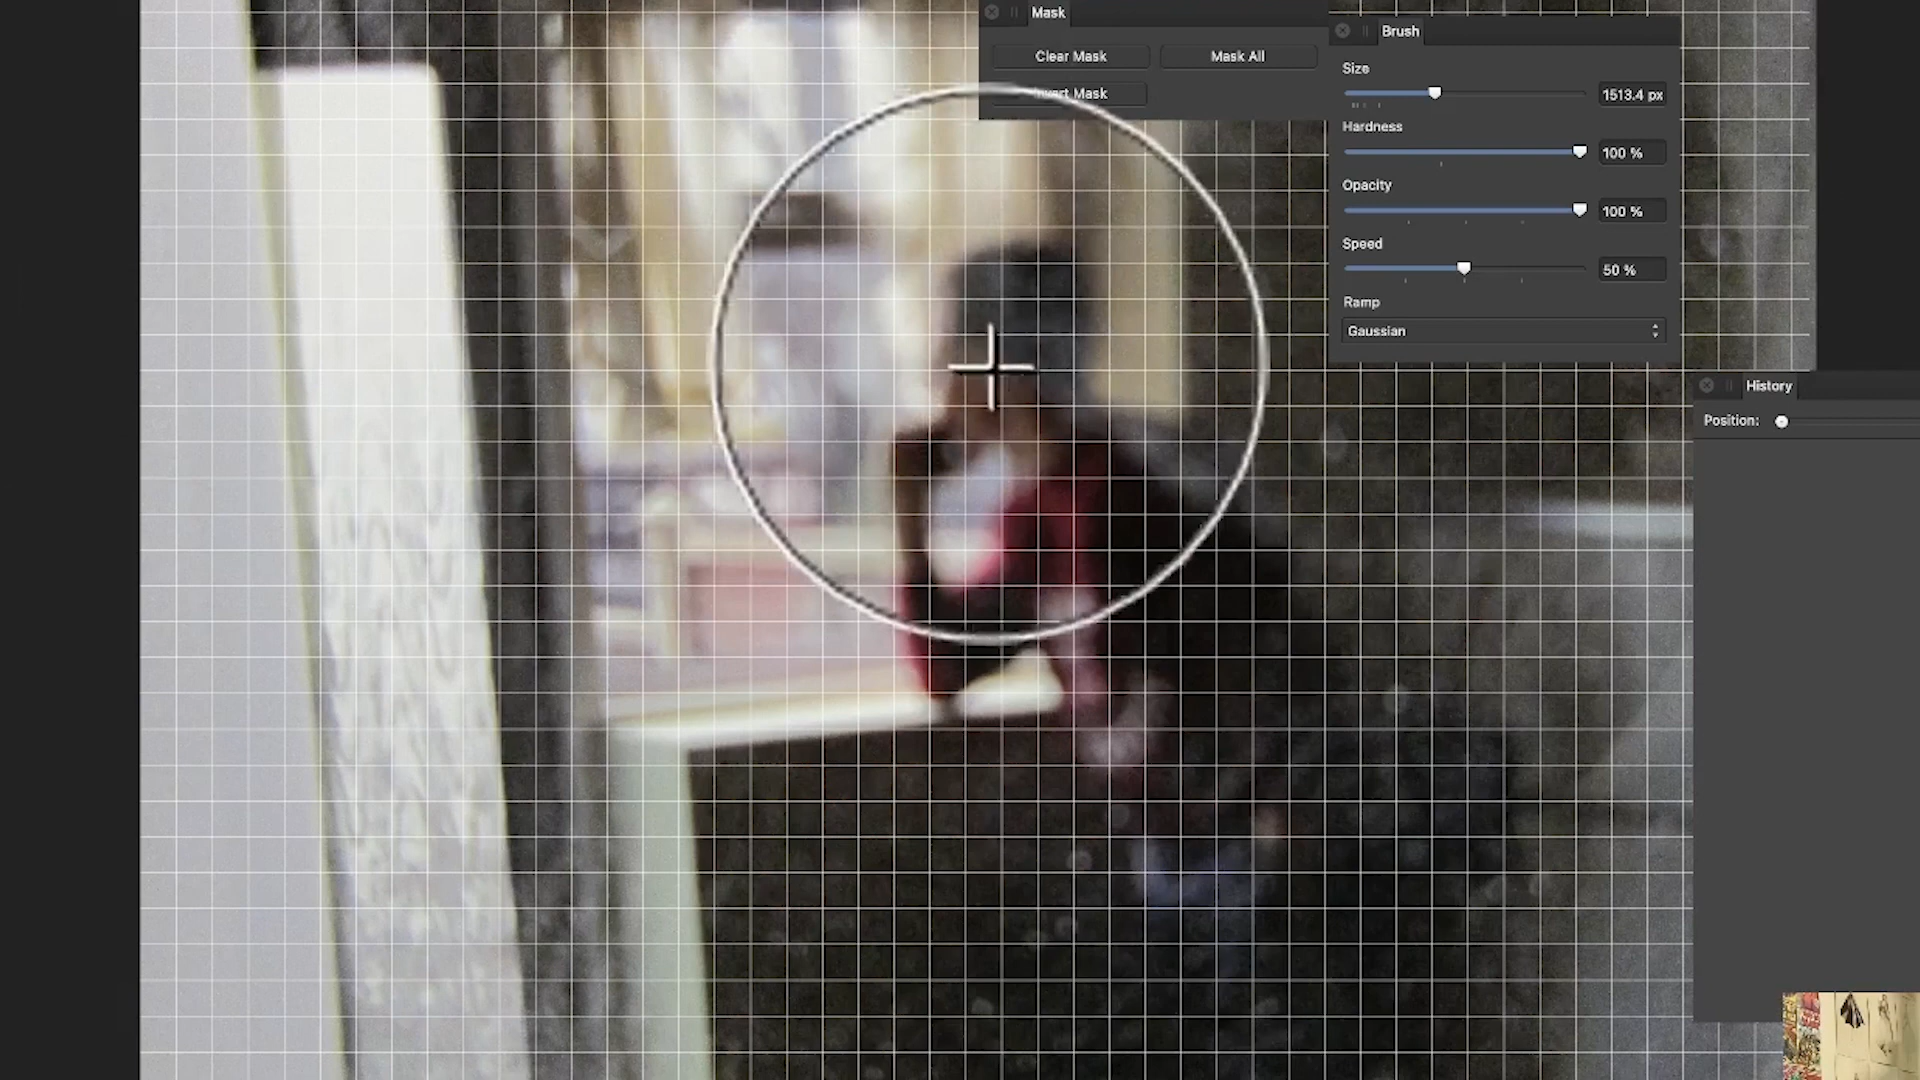 Mask
Clear Mask
Mask All
Invert Mask
Brush
Size
1513.4 px
Hardness
100 %
Opacity
100 %
Speed
50 %
Ramp
Gaussian
History
Position: